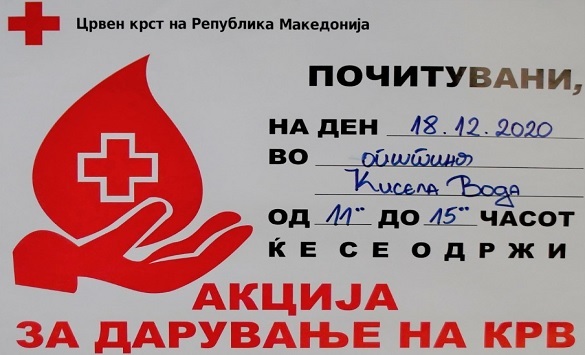 Црвен крст на Република Македонија
ПОЧИТУВАНИ,
НА ДЕН 18.12.2020
ВО општина
Кисела Вода
ОД 11°° ДО 15°° ЧАСОТ
ЌЕ СЕ ОДРЖИ
АКЦИЈА
ЗА ДАРУВАЊЕ НА КРВ